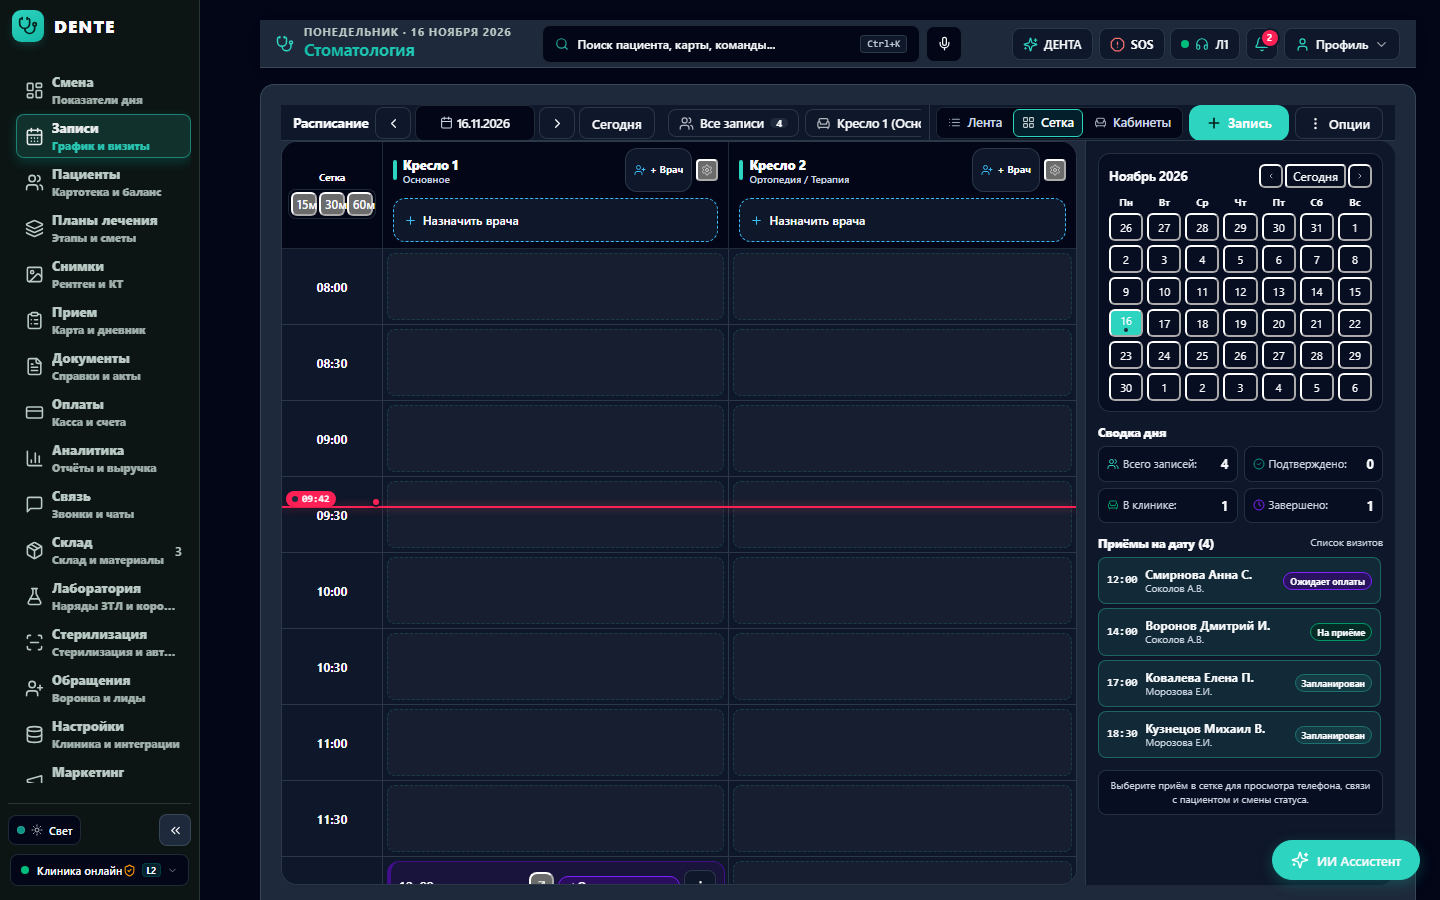 DENTE
Смена
Показатели дня
Записи
График и визиты
Пациенты
Картотека и баланс
Планы лечения
Этапы и сметы
Снимки
Рентген и КТ
Прием
Карта и дневник
Документы
Справки и акты
Оплаты
Касса и счета
Аналитика
Отчёты и выручка
Связь
Звонки и чаты
Склад
Склад и материалы
3
Лаборатория
Наряды ЗТЛ и коро...
Стерилизация
Стерилизация и авт...
Обращения
Воронка и лиды
Настройки
Клиника и интеграции
Маркетинг
Свет
Клиника онлайн L2
ПОНЕДЕЛЬНИК · 16 НОЯБРЯ 2026
Стоматология
Поиск пациента, карты, команды...
Ctrl+K
ДЕНТА
SOS
Л1
2
Профиль
Расписание
16.11.2026
Сегодня
Все записи 4
Кресло 1 (Осн
Лента
Сетка
Кабинеты
Запись
Опции
Сетка
15м 30м 60м
Кресло 1
Основное
+ Врач
Назначить врача
Кресло 2
Ортопедия / Терапия
+ Врач
Назначить врача
08:00
08:30
09:00
09:42
09:30
10:00
10:30
11:00
11:30
Ноябрь 2026
Сегодня
Пн Вт Ср Чт Пт Сб Вс
26 27 28 29 30 31 1
2 3 4 5 6 7 8
9 10 11 12 13 14 15
16 17 18 19 20 21 22
23 24 25 26 27 28 29
30 1 2 3 4 5 6
Сводка дня
Всего записей: 4
Подтверждено: 0
В клинике: 1
Завершено: 1
Приёмы на дату (4)
Список визитов
12:00 Смирнова Анна С.
Соколов А.В.
Ожидает оплаты
14:00 Воронов Дмитрий И.
Соколов А.В.
На приёме
17:00 Ковалева Елена П.
Морозова Е.И.
Запланирован
18:30 Кузнецов Михаил В.
Морозова Е.И.
Запланирован
Выберите приём в сетке для просмотра телефона, связи
с пациентом и смены статуса.
ИИ Ассистент